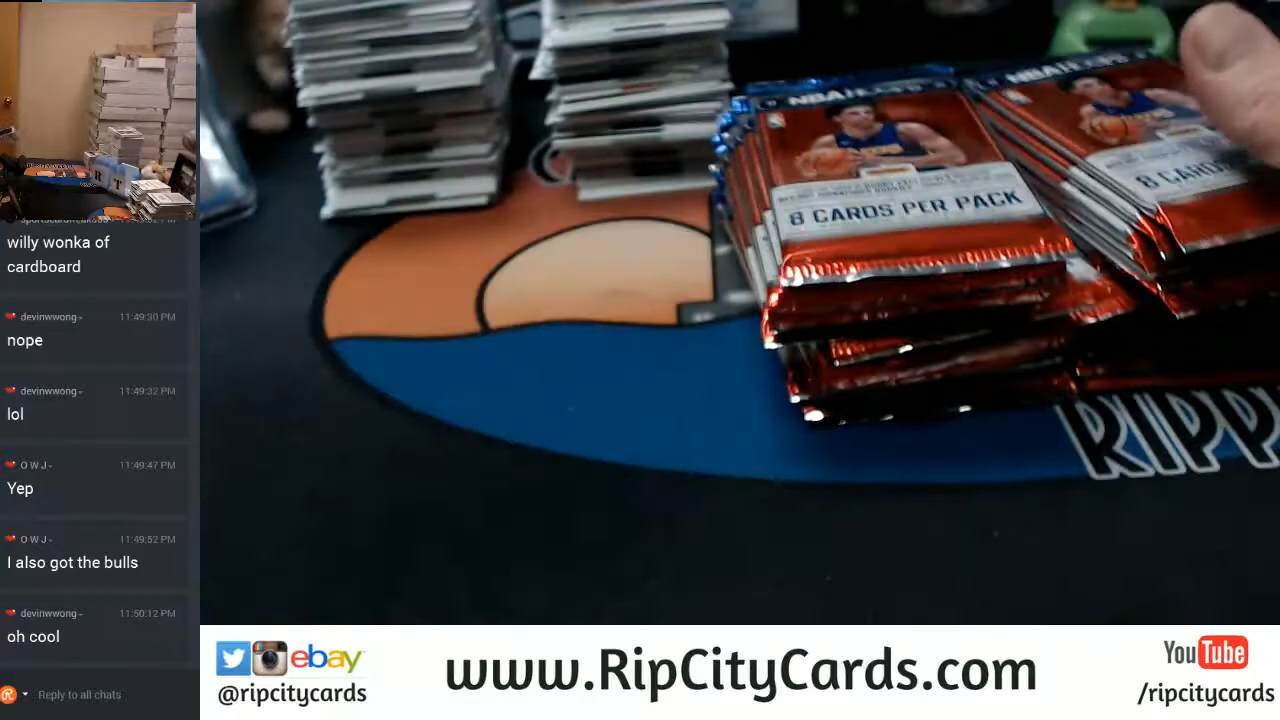 willy wonka of
cardboard
devinwwong
11:49:30 PM
nope
devinwwong
11:49:32 PM
lol
O W J
11:49:47 PM
Yep
O W J
11:49:52 PM
I also got the bulls
devinwwong
11:50:12 PM
oh cool
Reply to all chats
8 CARDS PER PACK
8 CARDS
RIPP
ebay
@ripcitycards
www.RipCityCards.com
YouTube
/ripcitycards